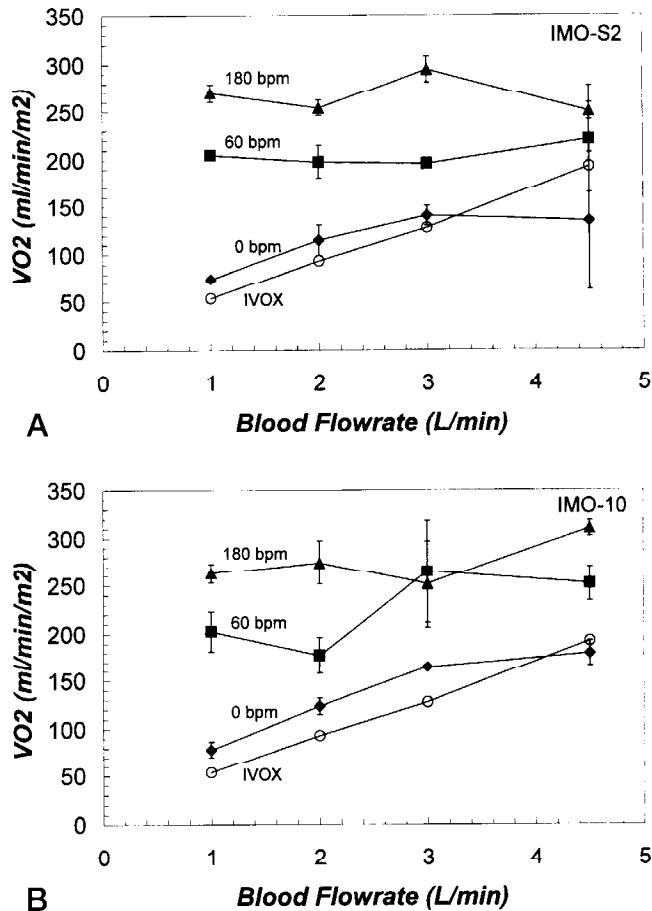 350
IMO-S2
300
180 bpm
250
200
60 bpm
150
0 bpm
100
50
IVOX
0
VO2 (ml/min/m2)
0 1 2 3 4 5
A
Blood Flowrate (L/min)
350
IMO-10
300
180 bpm
250
60 bpm
200
150
0 bpm
100
50
IVOX
0
VO2 (ml/min/m2)
0 1 2 3 4 5
B
Blood Flowrate (L/min)